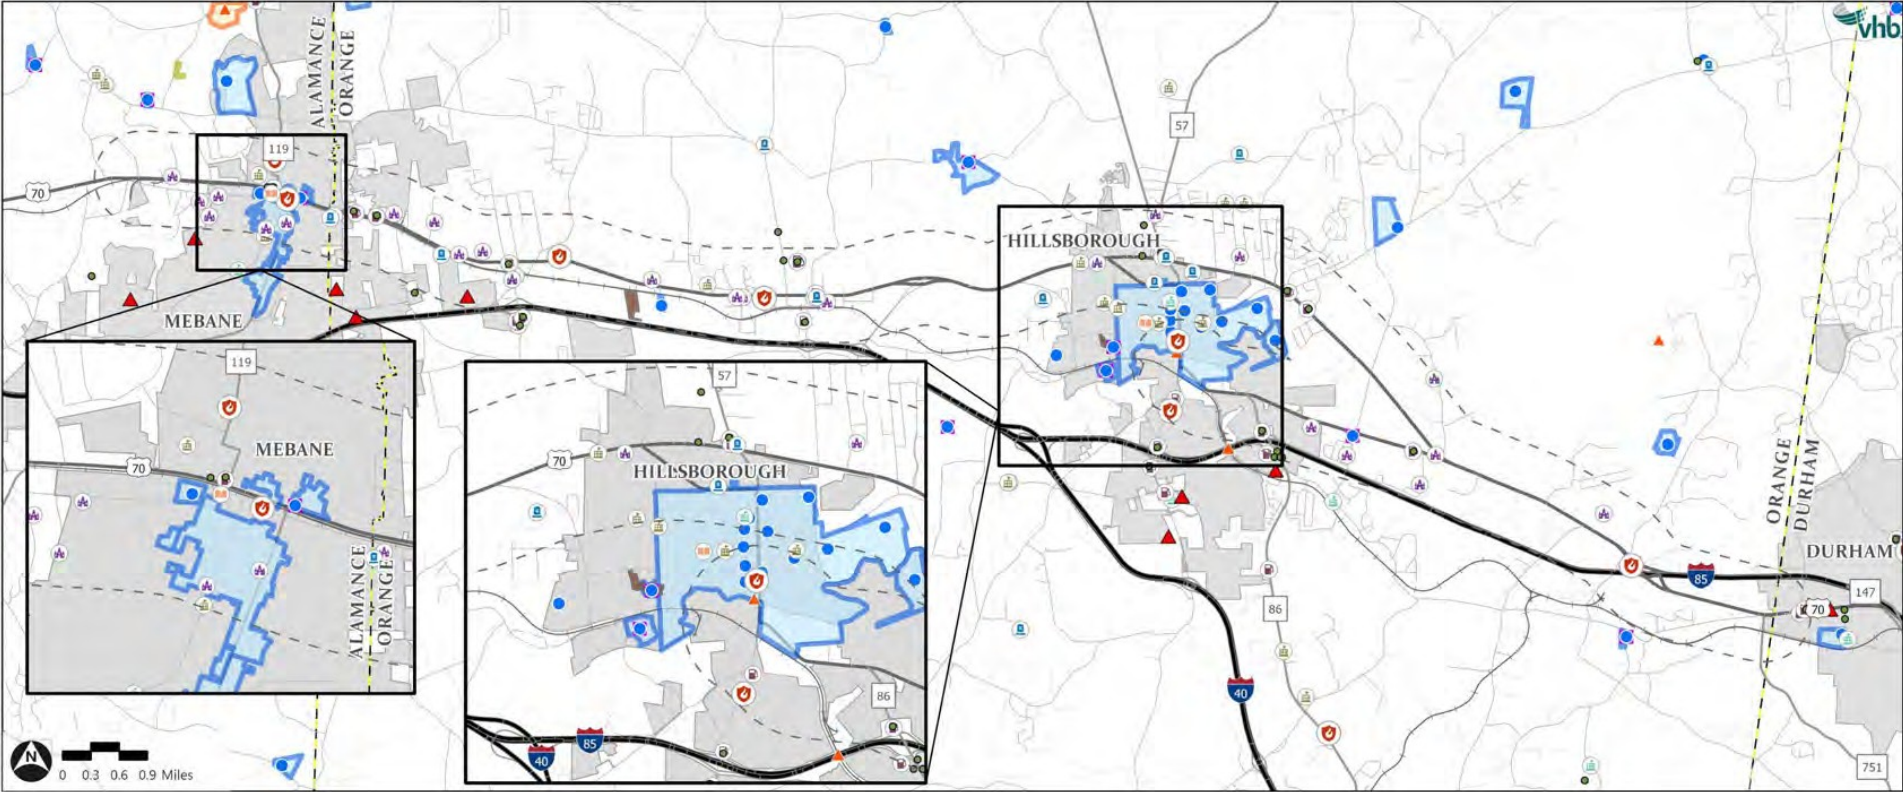 ALAMANCE
ORANGE
vhb
57
119
70
HILLSBOROUGH
MEBANE
119
57
MEBANE
70
70
HILLSBOROUGH
ORANGE
DURHAM
DURHAM
ALAMANCE
ORANGE
85
147
70
86
40
86
85
40
N
0 0.3 0.6 0.9 Miles
751